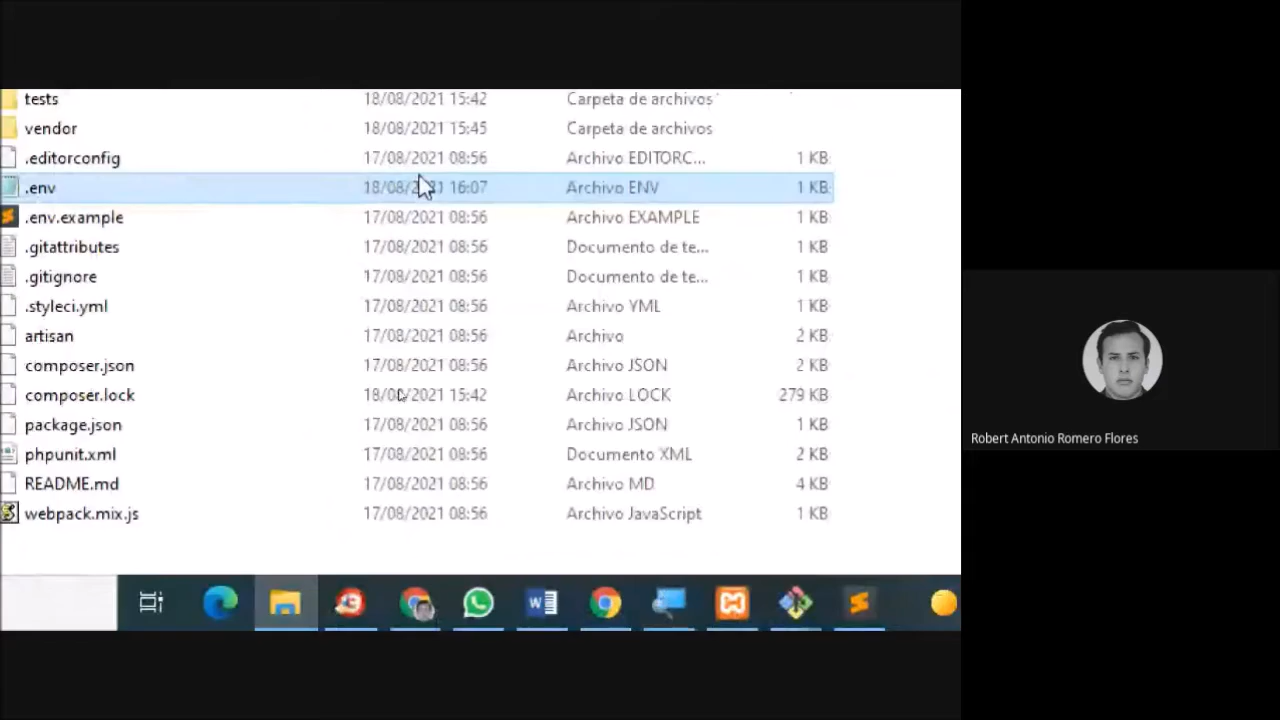 tests 18/08/2021 15:42 Carpeta de archivos
vendor 18/08/2021 15:45 Carpeta de archivos
.editorconfig 17/08/2021 08:56 Archivo EDITORC... 1 KB
.env 16:07 Archivo ENV 1 KB
.env.example 17/08/2021 08:56 Archivo EXAMPLE 1 KB
.gitattributes 17/08/2021 08:56 Documento de te... 1 KB
.gitignore 17/08/2021 08:56 Documento de te... 1 KB
.styleci.yml 17/08/2021 08:56 Archivo YML 1 KB
artisan 17/08/2021 08:56 Archivo 2 KB
composer.json 17/08/2021 08:56 Archivo JSON 2 KB
composer.lock 15:42 Archivo LOCK 279 KB
package.json 17/08/2021 08:56 Archivo JSON 1 KB
phpunit.xml 17/08/2021 08:56 Documento XML 2 KB
README.md 17/08/2021 08:56 Archivo MD 4 KB
webpack.mix.js 17/08/2021 08:56 Archivo JavaScript 1 KB
Robert Antonio Romero Flores